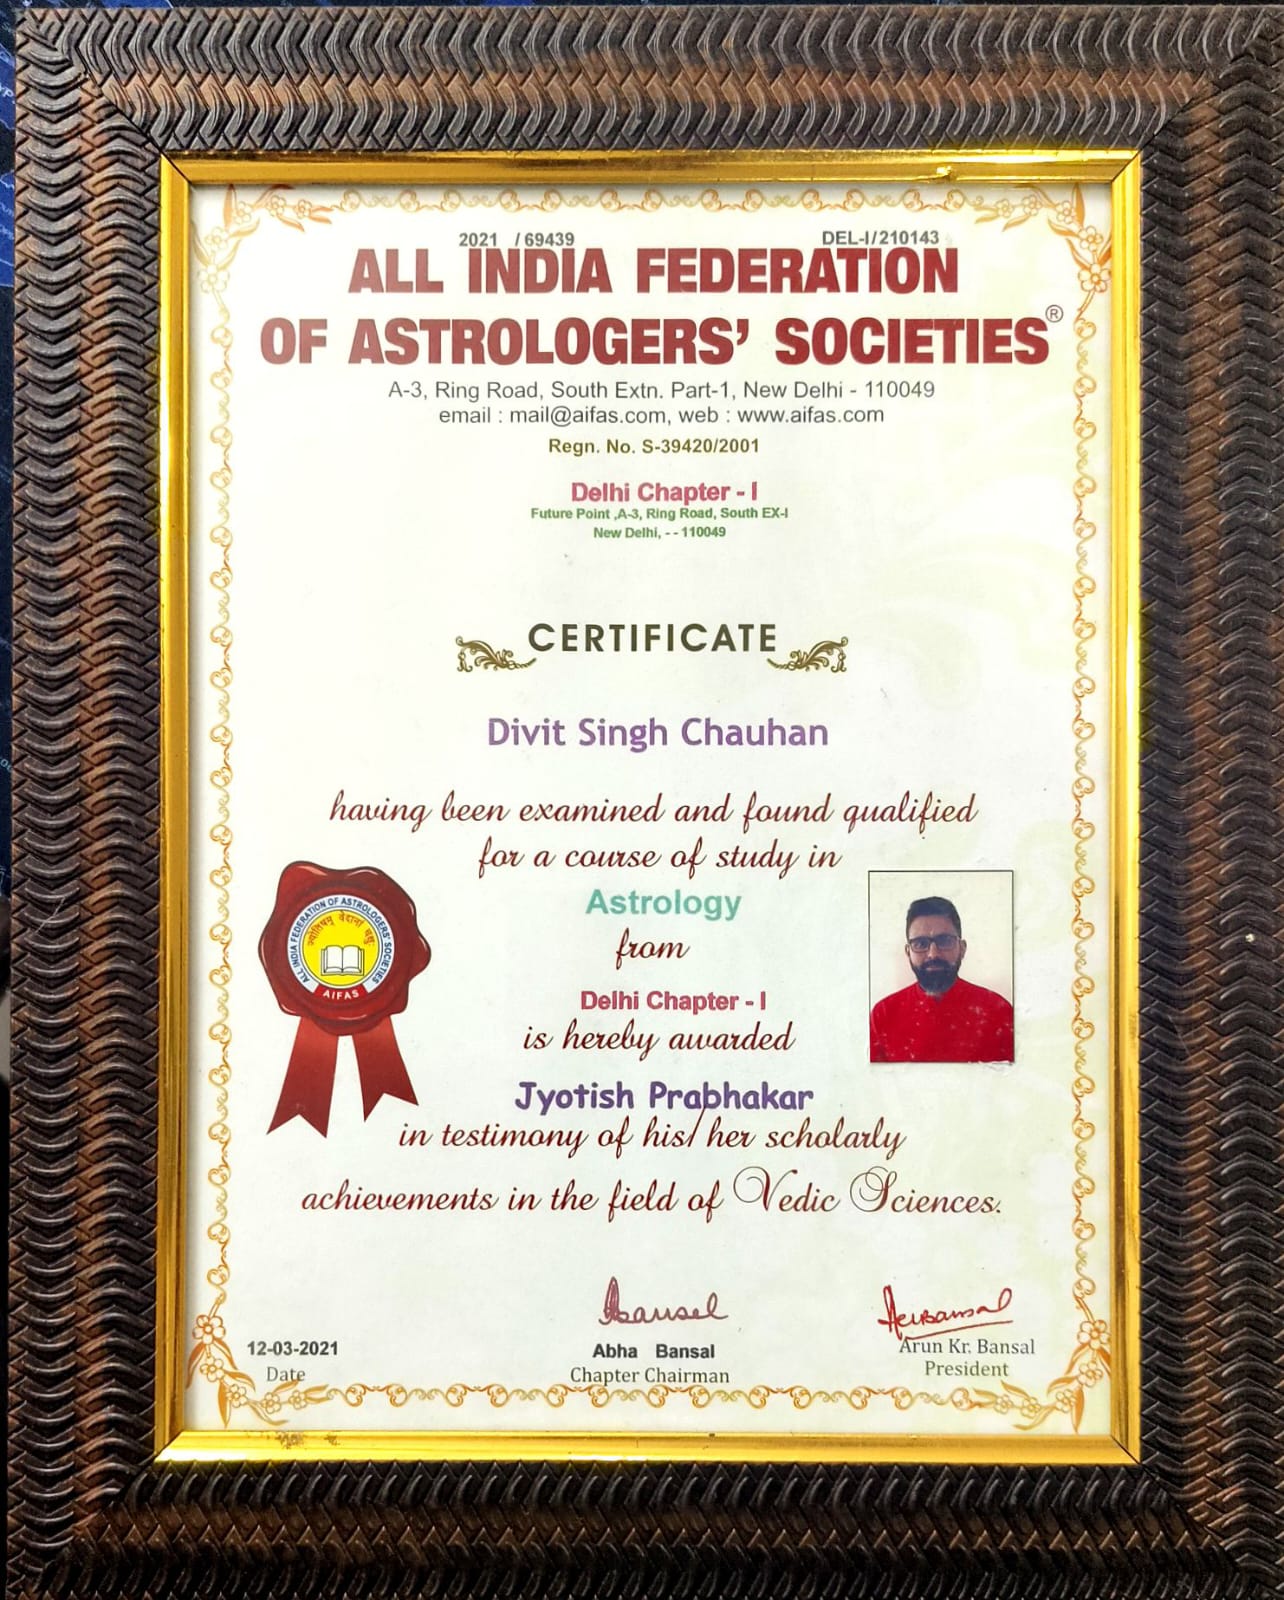 2021 / 69439 DEL-I/210143
ALL INDIA FEDERATION
OF ASTROLOGERS' SOCIETIES®
A-3, Ring Road, South Extn. Part-1, New Delhi - 110049
email : mail@aifas.com, web : www.aifas.com
Regn. No. S-39420/2001
Delhi Chapter - I
Future Point ,A-3, Ring Road, South EX-I
New Delhi, - - 110049
CERTIFICATE
Divit Singh Chauhan
having been examined and found qualified
for a course of study in
Astrology
from
Delhi Chapter - I
is hereby awarded
Jyotish Prabhakar
in testimony of his/ her scholarly
achievements in the field of Vedic Sciences.
ALL INDIA FEDERATION OF ASTROLOGERS' SOCIETIES
ज्योतिषम् वेदानां चक्षुः
AIFAS
12-03-2021
Date
Abha Bansal
Chapter Chairman
Arun Kr. Bansal
President